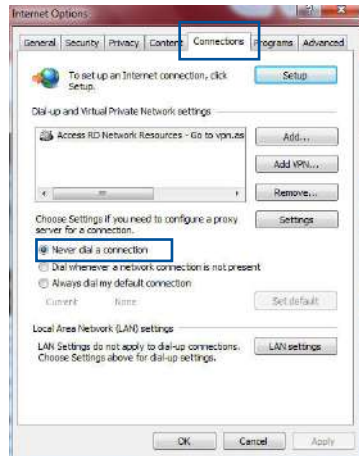 Internet Options
General Security Privacy Content Connections Programs Advanced
To set up an Internet connection, click Setup.
Setup
Dial-up and Virtual Private Network settings
Access RD Network Resources - Go to vpn.as
Add...
Add VPN...
Remove...
Choose Settings if you need to configure a proxy
server for a connection.
Settings
Never dial a connection
Dial whenever a network connection is not present
Always dial my default connection
Current None
Set default
Local Area Network (LAN) settings
LAN Settings do not apply to dial-up connections.
Choose Settings above for dial-up settings.
LAN settings
OK Cancel Apply